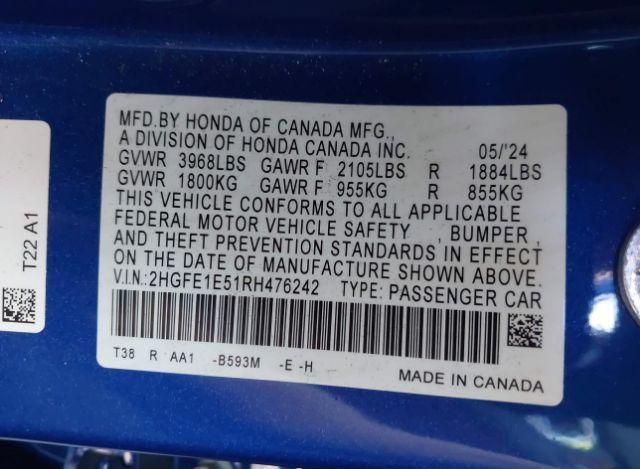 MFD.BY HONDA OF CANADA MFG.,
A DIVISION OF HONDA CANADA INC. 05/'24
GVWR 3968LBS GAWR F 2105LBS R 1884LBS
GVWR 1800KG GAWR F 955KG R 855KG
THIS VEHICLE CONFORMS TO ALL APPLICABLE
FEDERAL MOTOR VEHICLE SAFETY , BUMPER ,
AND THEFT PREVENTION STANDARDS IN EFFECT
ON THE DATE OF MANUFACTURE SHOWN ABOVE.
V.I.N.:2HGFE1E51RH476242 TYPE: PASSENGER CAR
T38 R AA1 -B593M -E -H
MADE IN CANADA
T22 A1